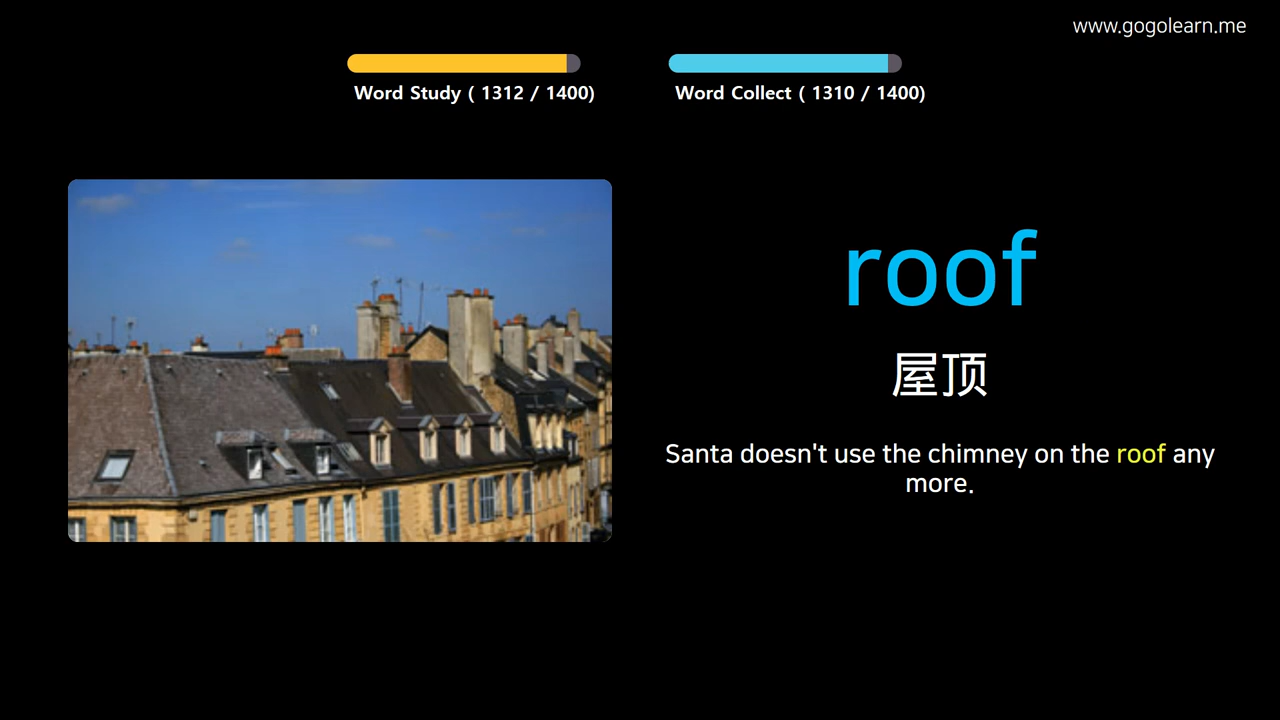 www.gogolearn.me
Word Study ( 1312 / 1400)
Word Collect ( 1310 / 1400)
roof
屋顶
Santa doesn't use the chimney on the roof any
more.